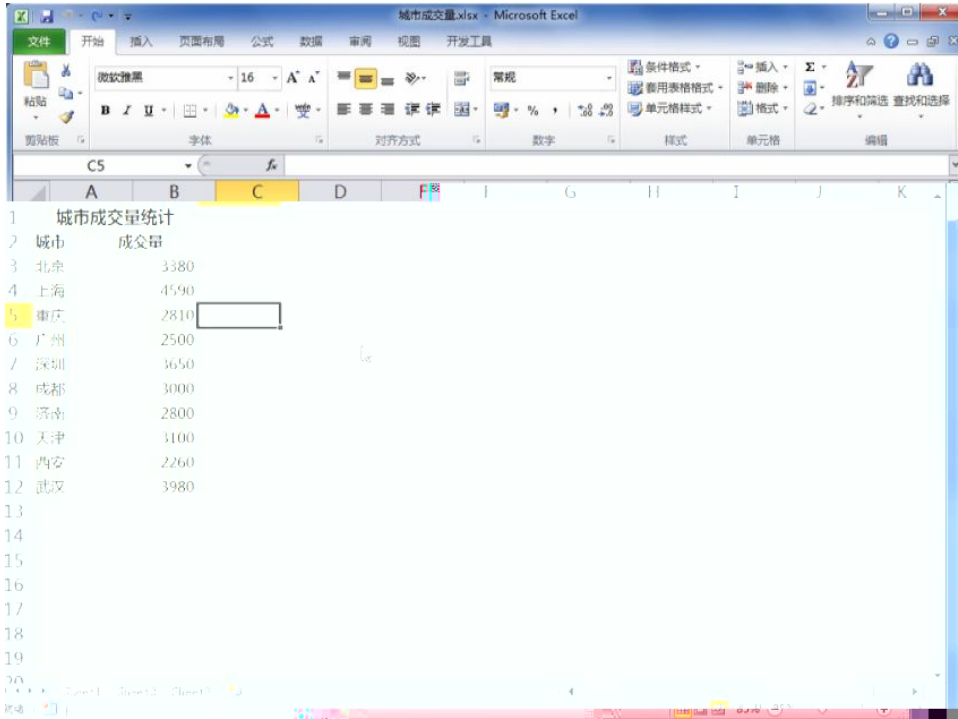 城市成交量.xlsx - Microsoft Excel
文件 开始 插入 页面布局 公式 数据 审阅 视图 开发工具
微软雅黑 16 A A 常规 条件格式 插入 Σ
粘贴 套用表格格式 删除 排序和筛选 查找和选择
B I U A 变 % , 单元格样式 格式
剪贴板 字体 对齐方式 数字 样式 单元格 编辑
C5 fx
A B C D F G H I J K
1 城市成交量统计
2 城市 成交量
3 北京 3380
4 上海 4590
5 重庆 2810
6 广州 2500
7 深圳 3650
8 成都 3000
9 济南 2800
10 天津 3100
11 西安 2260
12 武汉 3980
13
14
15
16
17
18
19
20
Sheet1 Sheet2 Sheet3